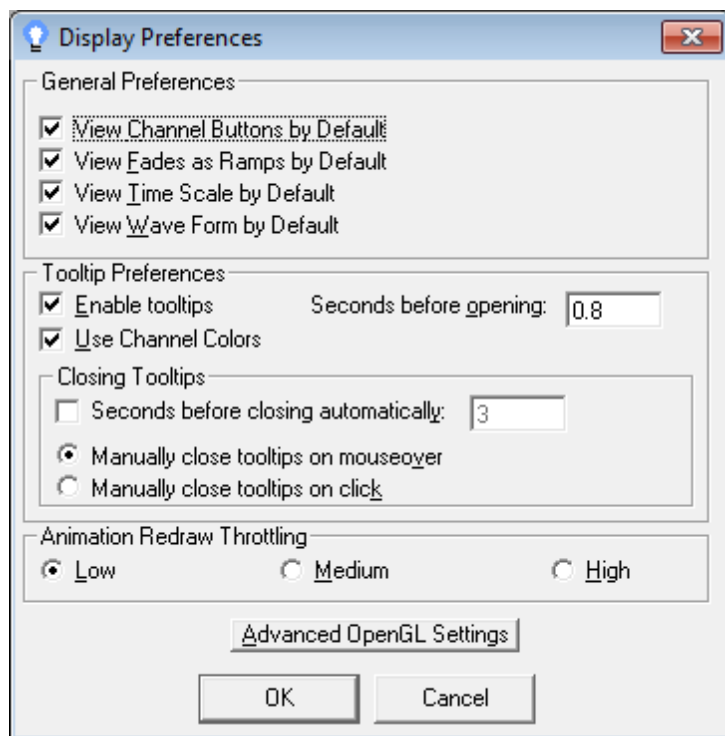 Display Preferences
General Preferences
View Channel Buttons by Default
View Fades as Ramps by Default
View Time Scale by Default
View Wave Form by Default
Tooltip Preferences
Enable tooltips Seconds before opening: 0.8
Use Channel Colors
Closing Tooltips
Seconds before closing automatically: 3
Manually close tooltips on mouseover
Manually close tooltips on click
Animation Redraw Throttling
Low Medium High
Advanced OpenGL Settings
OK Cancel